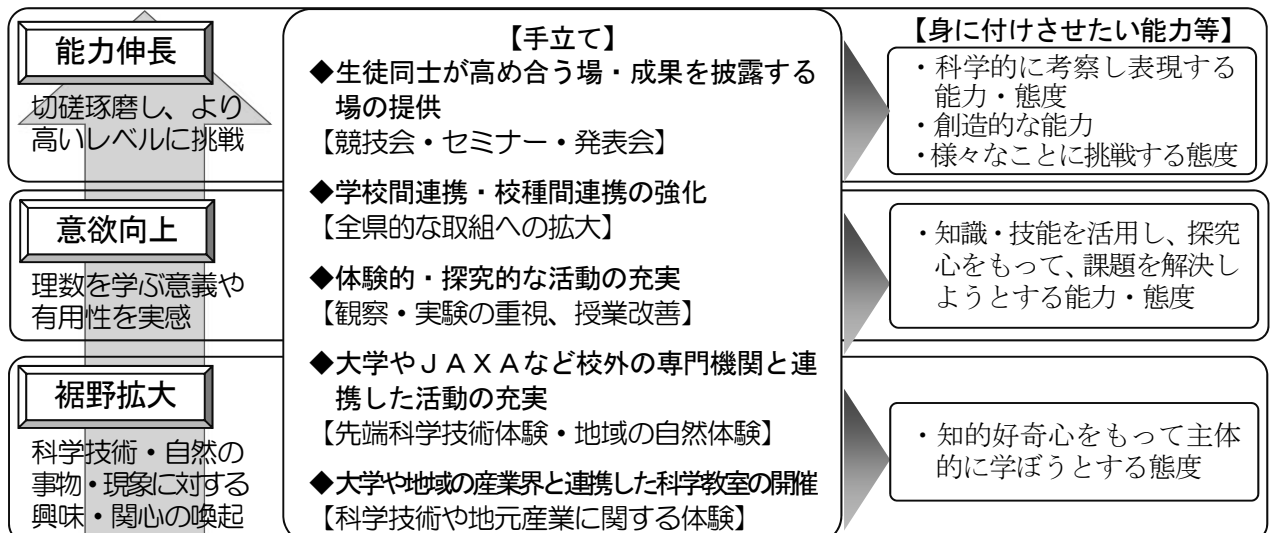 能力伸長
切磋琢磨し、より
高いレベルに挑戦
意欲向上
理数を学ぶ意義や
有用性を実感
裾野拡大
科学技術・自然の
事物・現象に対する
興味・関心の喚起
【手立て】
◆生徒同士が高め合う場・成果を披露する
場の提供
【競技会・セミナー・発表会】
◆学校間連携・校種間連携の強化
【全県的な取組への拡大】
◆体験的・探究的な活動の充実
【観察・実験の重視、授業改善】
◆大学やJAXAなど校外の専門機関と連
携した活動の充実
【先端科学技術体験・地域の自然体験】
◆大学や地域の産業界と連携した科学教室の開催
【科学技術や地元産業に関する体験】
【身に付けさせたい能力等】
・科学的に考察し表現する
能力・態度
・創造的な能力
・様々なことに挑戦する態度
・知識・技能を活用し、探究
心をもって、課題を解決し
ようとする能力・態度
・知的好奇心をもって主体
的に学ぼうとする態度